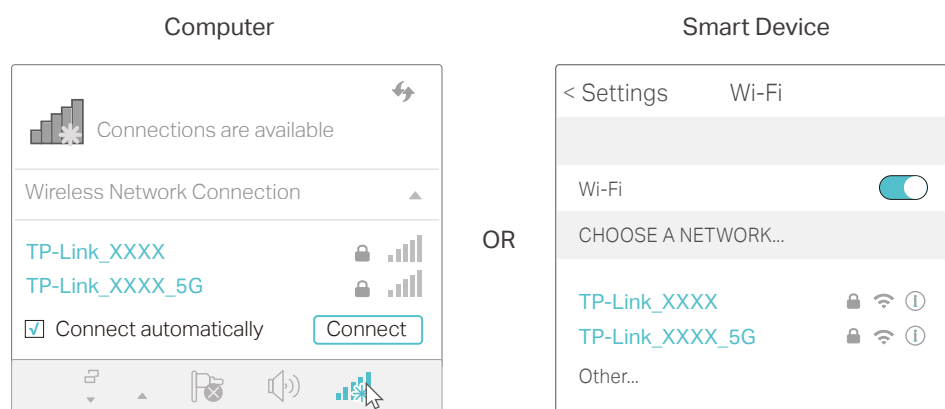 Computer
Connections are available
Wireless Network Connection
TP-Link_XXXX
TP-Link_XXXX_5G
Connect automatically
Connect
OR
Smart Device
< Settings
Wi-Fi
Wi-Fi
CHOOSE A NETWORK...
TP-Link_XXXX
TP-Link_XXXX_5G
Other...